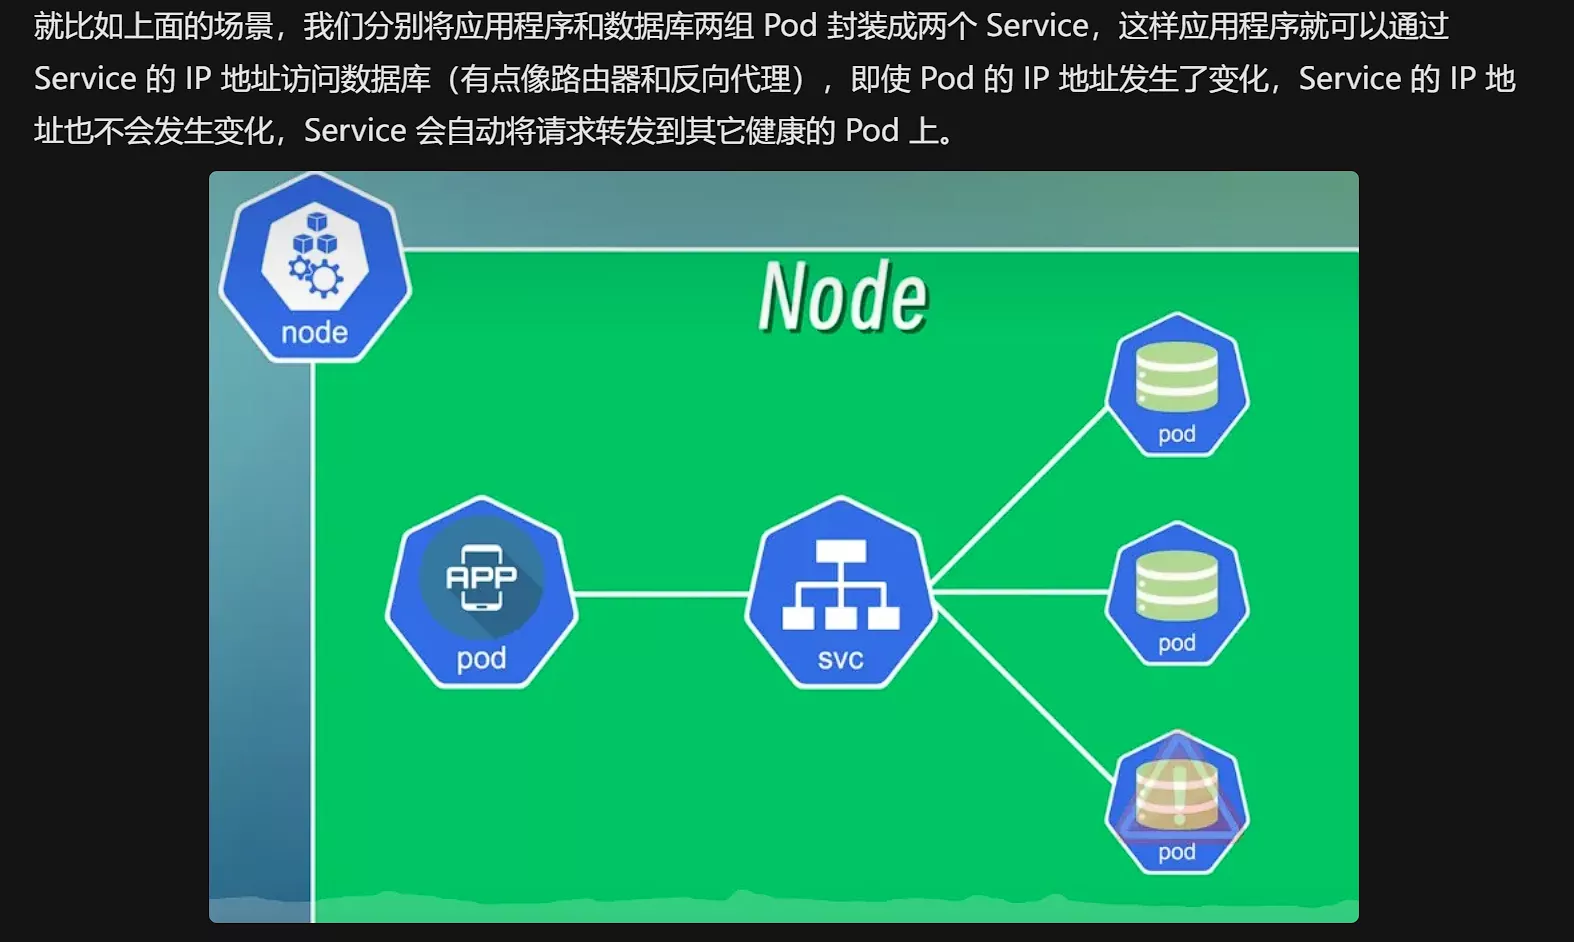 就比如上面的场景，我们分别将应用程序和数据库两组 Pod 封装成两个 Service，这样应用程序就可以通过
Service 的 IP 地址访问数据库（有点像路由器和反向代理），即使 Pod 的 IP 地址发生了变化，Service 的 IP 地
址也不会发生变化，Service 会自动将请求转发到其它健康的 Pod 上。
node
Node
pod
APP
pod
svc
pod
pod